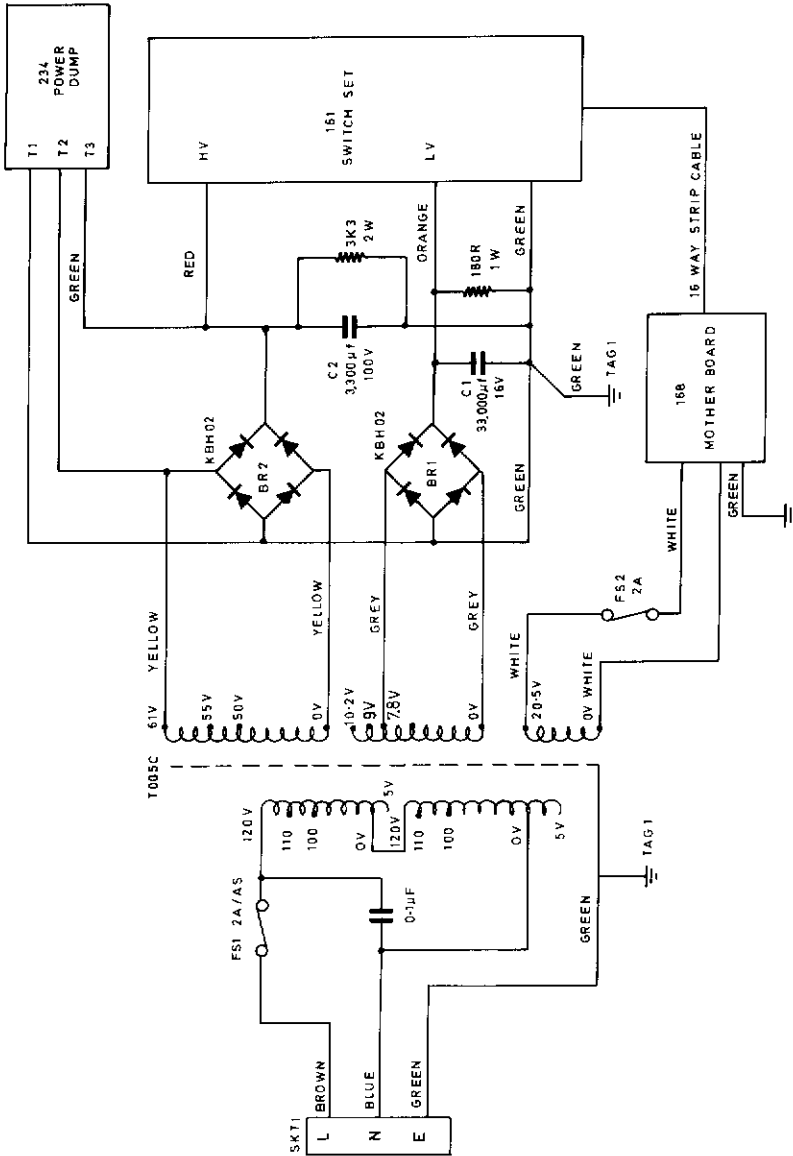 SKT1
L
N
E
BROWN
BLUE
GREEN
FS1 2A/AS
0·1µF
GREEN
TAG1
120V
110
100
0V
5V
120V
110
100
0V
5V
T005C
61V
55V
50V
0V
10·2V
9V
7.8V
0V
20·5V
0V
YELLOW
YELLOW
GREY
GREY
WHITE
WHITE
FS2
2A
WHITE
GREEN
BR2
KBH02
BR1
KBH02
GREEN
C2
3,300µf
100V
3K3
2W
C1
33,000µf
16V
180R
1W
GREEN
TAG1
GREEN
RED
ORANGE
GREEN
234
POWER
DUMP
T1
T2
T3
161
SWITCH SET
HV
LV
16 WAY STRIP CABLE
168
MOTHER BOARD